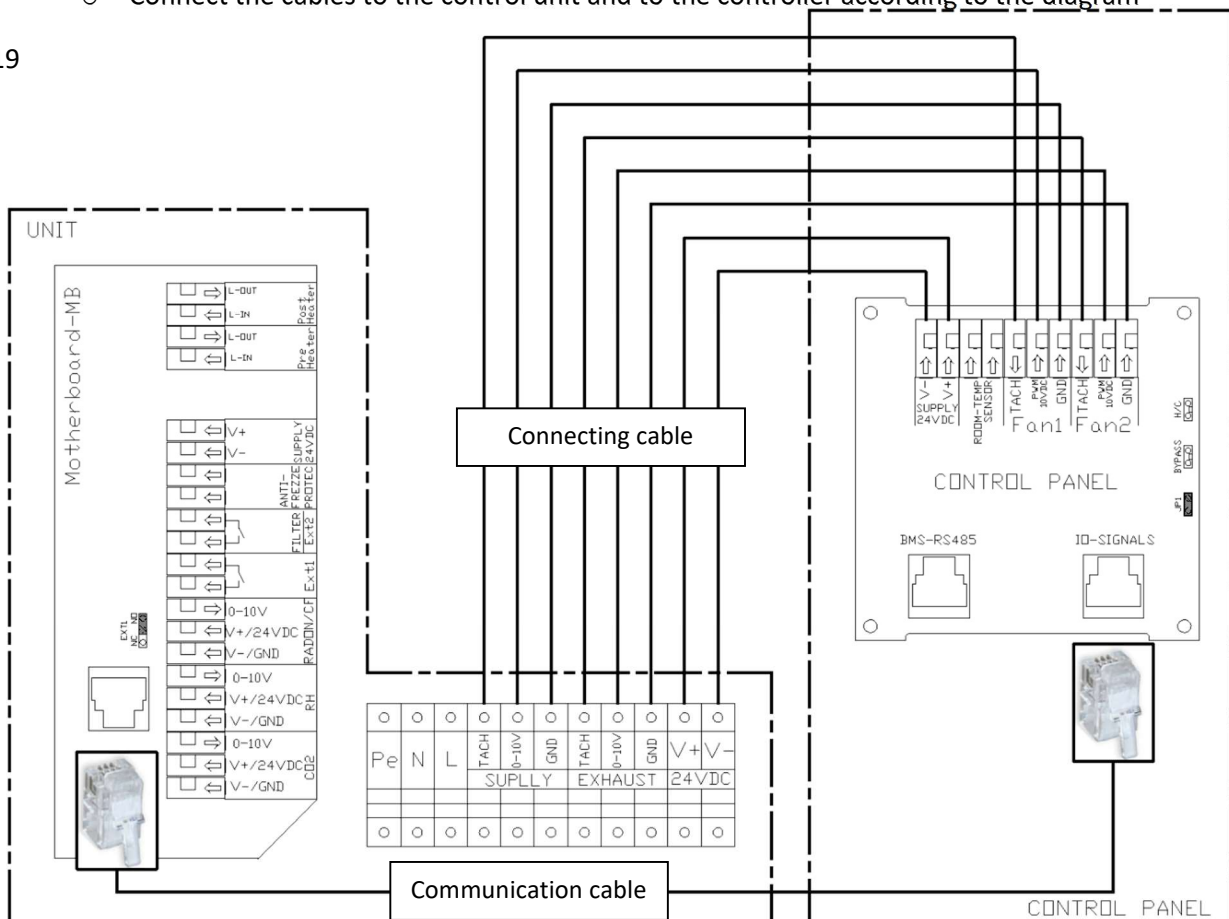 ○ Connect the cables to the control unit and to the controller according to the diagram
19
UNIT
Motherboard-MB
L-OUT
L-IN
Post Heater
L-OUT
L-IN
Pre Heater
V+
V-
SUPPLY 24VDC
ANTI-FREZZE PROTEC
FILTER Ext2
Ext1
0-10V
V+/24VDC
V-/GND
RADON/CF
0-10V
V+/24VDC
V-/GND
RH
0-10V
V+/24VDC
V-/GND
CO2
EXT1
NC NO
Connecting cable
Pe N L TACH 0-10V GND TACH 0-10V GND V+ V-
SUPLLY EXHAUST 24VDC
V- V+ ROOM-TEMP SENSOR TACH PWM 10VDC GND TACH PWM 10VDC GND
SUPPLY 24VDC
Fan1 Fan2
H/C
BYPASS
JP1
CONTROL PANEL
BMS-RS485 IO-SIGNALS
Communication cable
CONTROL PANEL